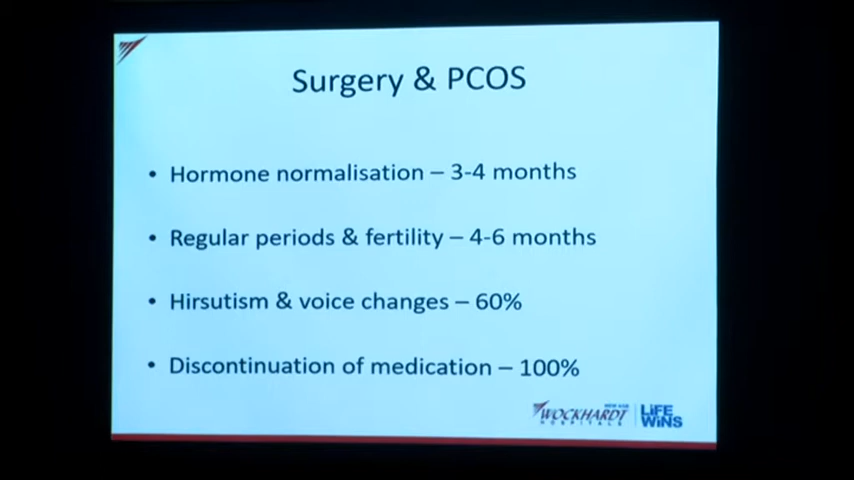 Surgery & PCOS
• Hormone normalisation – 3-4 months
• Regular periods & fertility – 4-6 months
• Hirsutism & voice changes – 60%
• Discontinuation of medication – 100%
WOCKHARDT
HOSPITALS
LiFE
WiNS